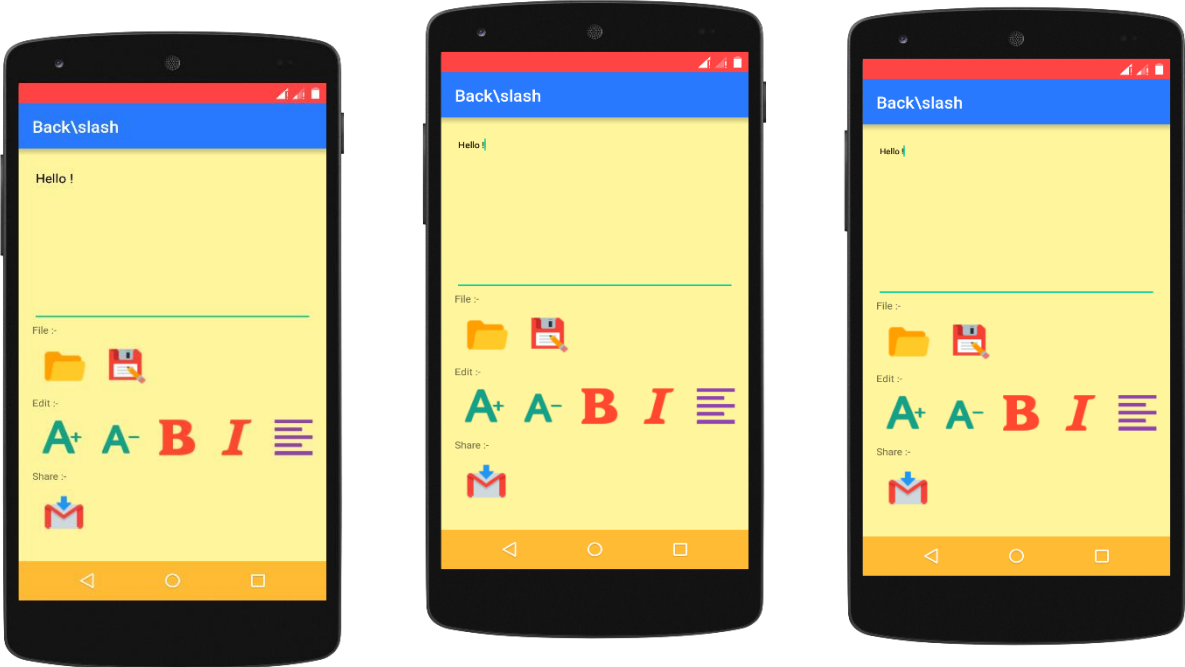 Back\slash
Hello !
File :-
Edit :-
A+ A- B I
Share :-
Back\slash
Hello !
File :-
Edit :-
A+ A- B I
Share :-
Back\slash
Hello !
File :-
Edit :-
A+ A- B I
Share :-